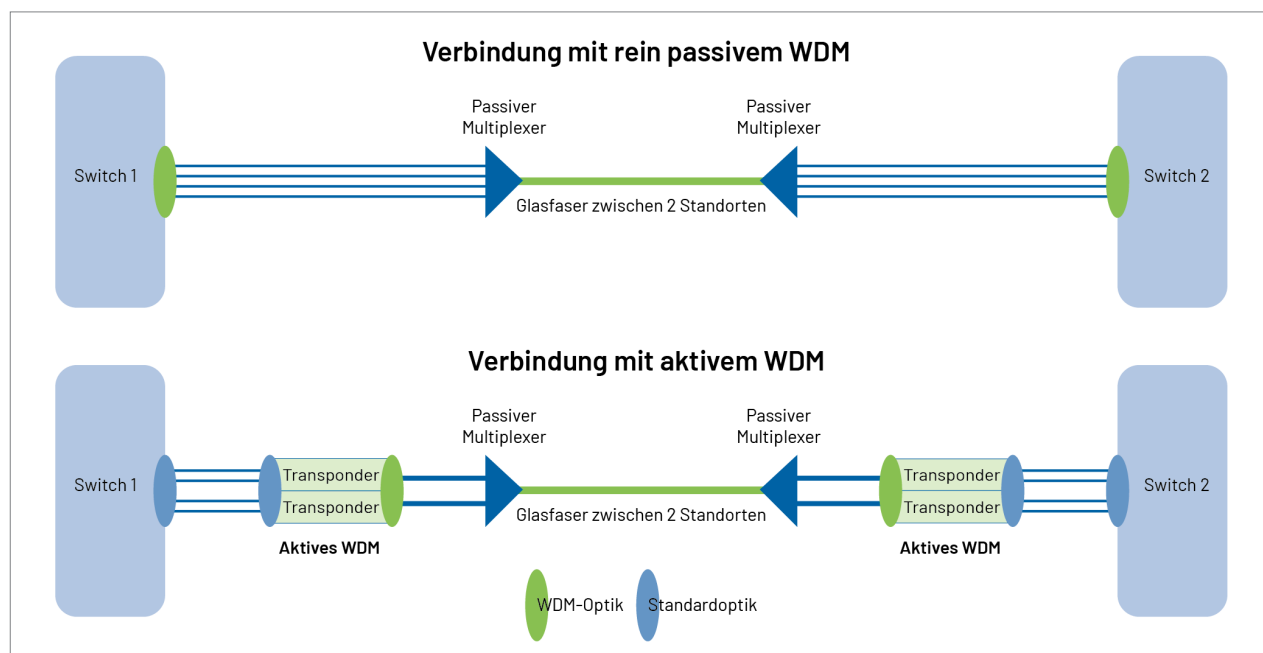 Verbindung mit rein passivem WDM
Passiver
Multiplexer
Passiver
Multiplexer
Switch 1
Switch 2
Glasfaser zwischen 2 Standorten
Verbindung mit aktivem WDM
Passiver
Multiplexer
Passiver
Multiplexer
Switch 1
Transponder
Transponder
Switch 2
Transponder
Transponder
Glasfaser zwischen 2 Standorten
Aktives WDM
Aktives WDM
WDM-Optik
Standardoptik